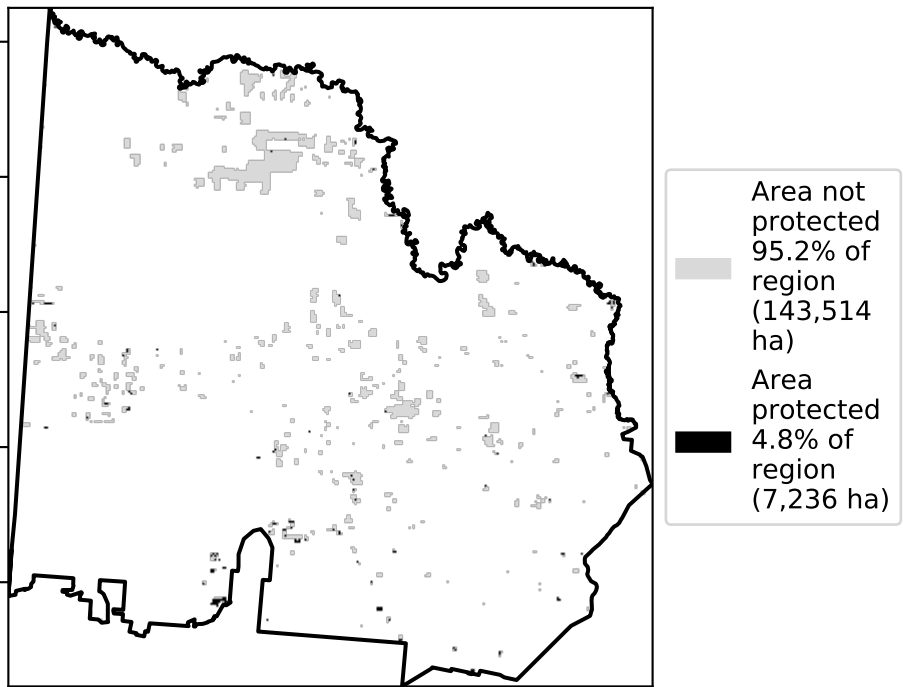 Area not
protected
95.2% of
region
(143,514
ha)
Area
protected
4.8% of
region
(7,236 ha)